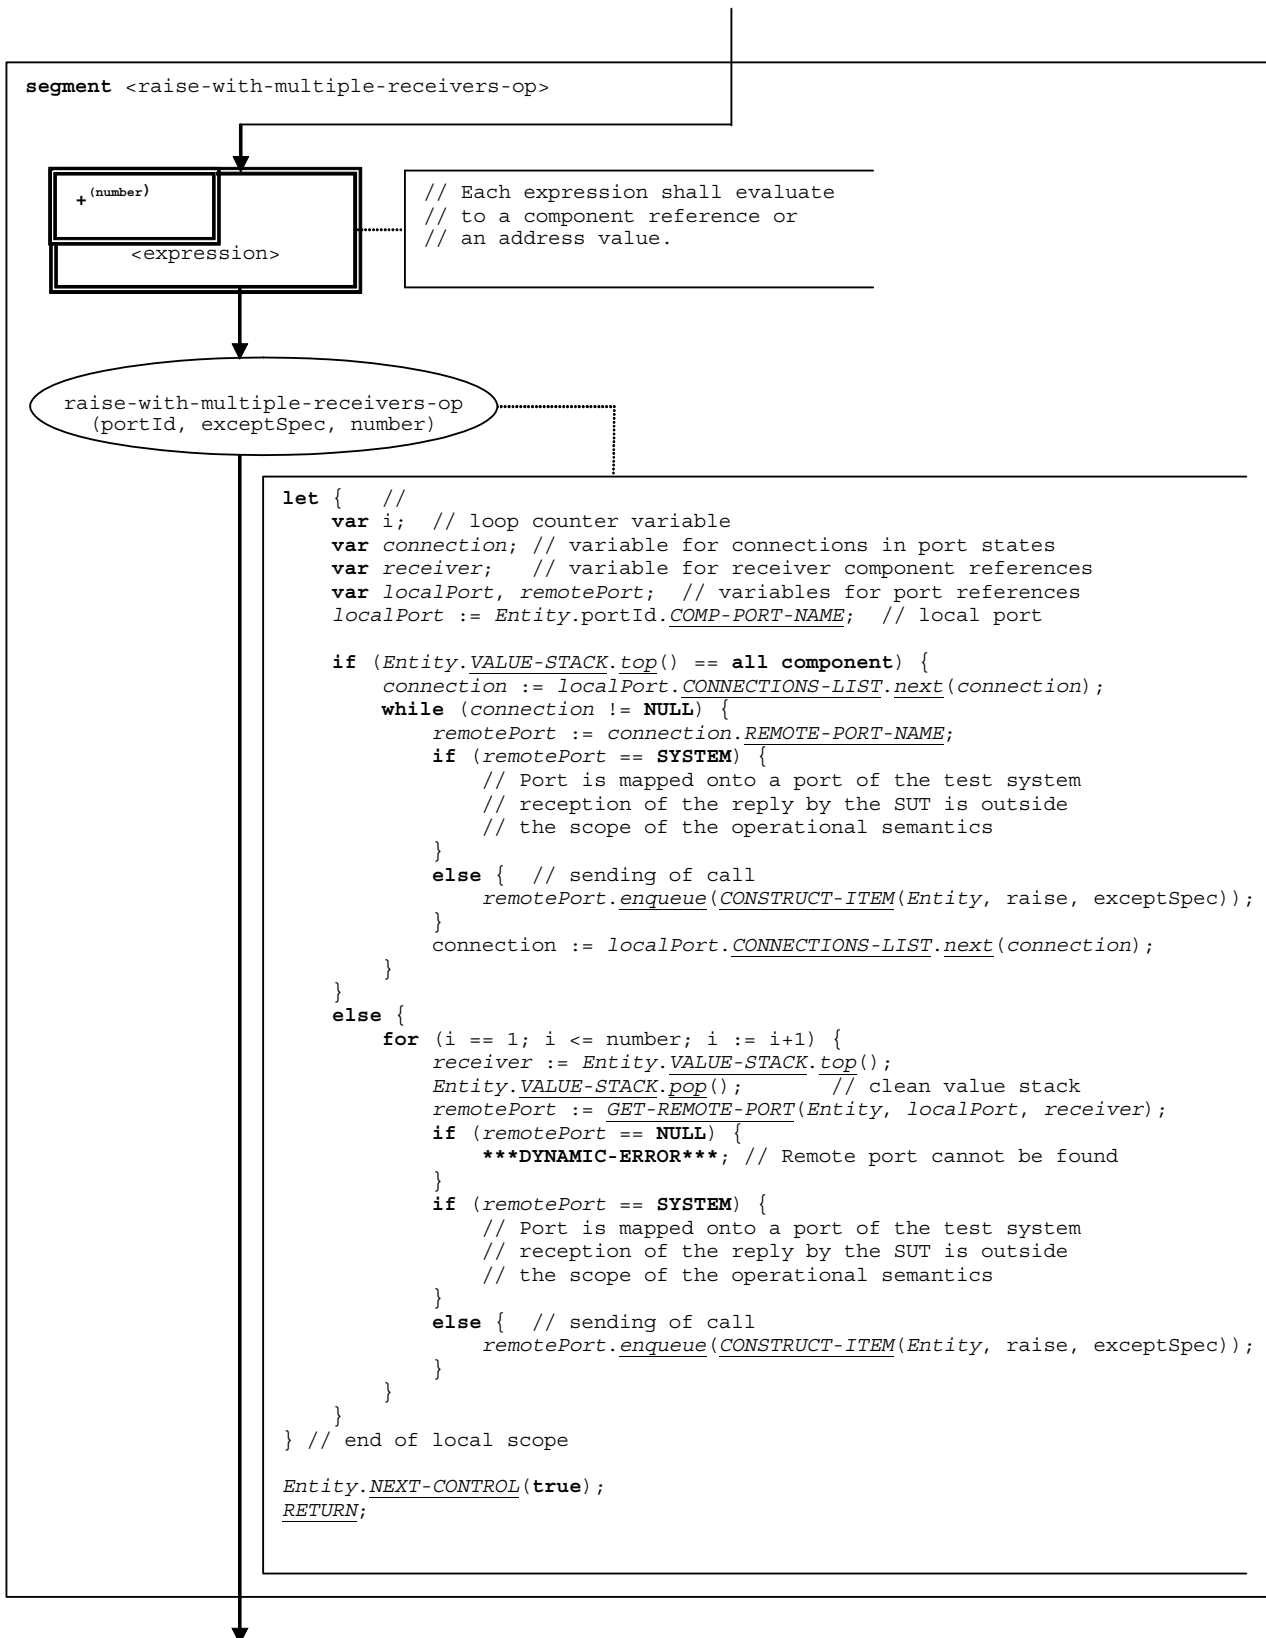 segment <raise-with-multiple-receivers-op>
+(number)
<expression>
// Each expression shall evaluate
// to a component reference or
// an address value.
raise-with-multiple-receivers-op
(portId, exceptSpec, number)
let {   //
    var i;  // loop counter variable
    var connection; // variable for connections in port states
    var receiver;   // variable for receiver component references
    var localPort, remotePort;  // variables for port references
    localPort := Entity.portId.COMP-PORT-NAME;  // local port
    if (Entity.VALUE-STACK.top() == all component) {
        connection := localPort.CONNECTIONS-LIST.next(connection);
        while (connection != NULL) {
            remotePort := connection.REMOTE-PORT-NAME;
            if (remotePort == SYSTEM) {
                // Port is mapped onto a port of the test system
                // reception of the reply by the SUT is outside
                // the scope of the operational semantics
            }
            else {  // sending of call
                remotePort.enqueue(CONSTRUCT-ITEM(Entity, raise, exceptSpec));
            }
            connection := localPort.CONNECTIONS-LIST.next(connection);
        }
    }
    else {
        for (i == 1; i <= number; i := i+1) {
            receiver := Entity.VALUE-STACK.top();
            Entity.VALUE-STACK.pop();       // clean value stack
            remotePort := GET-REMOTE-PORT(Entity, localPort, receiver);
            if (remotePort == NULL) {
                ***DYNAMIC-ERROR***; // Remote port cannot be found
            }
            if (remotePort == SYSTEM) {
                // Port is mapped onto a port of the test system
                // reception of the reply by the SUT is outside
                // the scope of the operational semantics
            }
            else {  // sending of call
                remotePort.enqueue(CONSTRUCT-ITEM(Entity, raise, exceptSpec));
            }
        }
    }
} // end of local scope
Entity.NEXT-CONTROL(true);
RETURN;